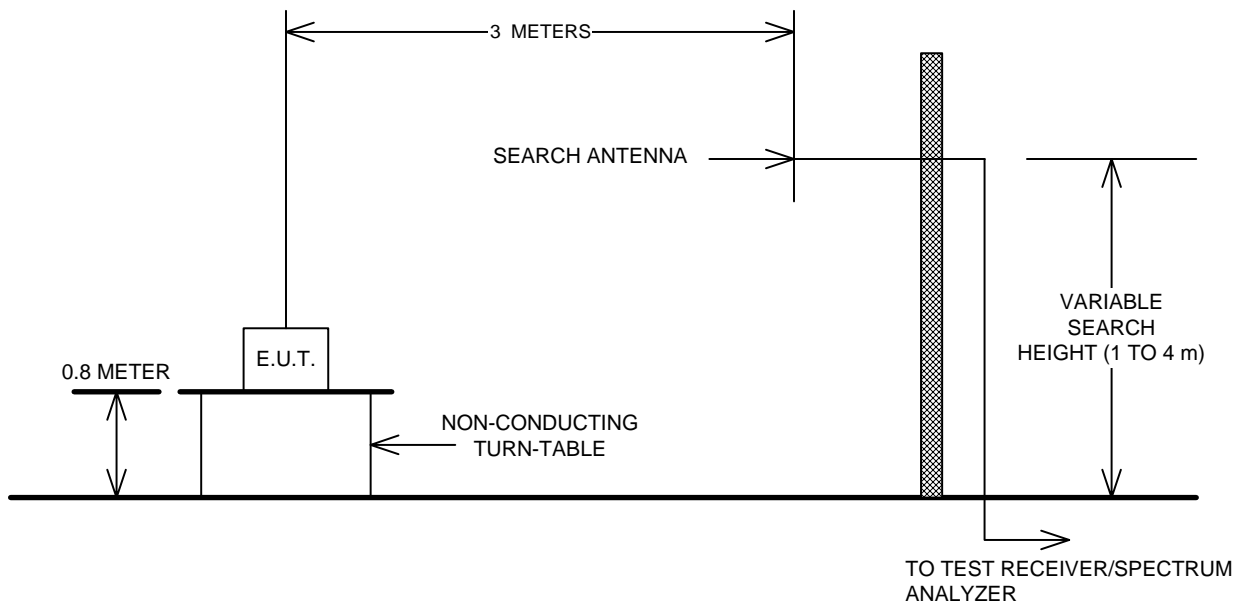 3 METERS
SEARCH ANTENNA
VARIABLE
SEARCH
HEIGHT (1 TO 4 m)
E.U.T.
0.8 METER
NON-CONDUCTING
TURN-TABLE
TO TEST RECEIVER/SPECTRUM
ANALYZER